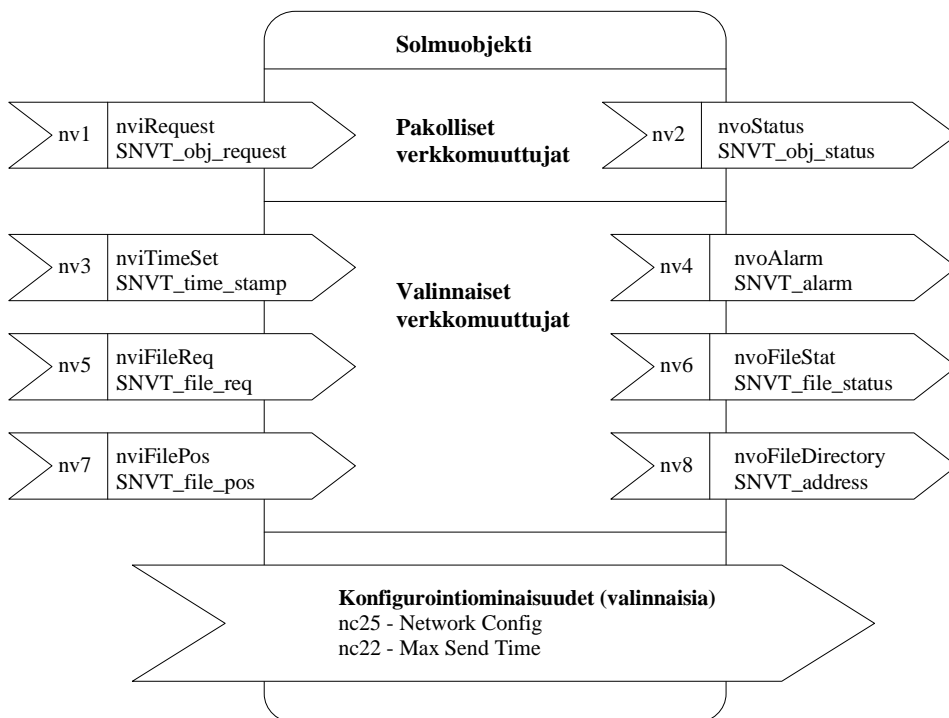 Solmuobjekti
nv1
nviRequest
SNVT_obj_request
Pakolliset
verkkomuuttujat
nv2
nvoStatus
SNVT_obj_status
nv3
nviTimeSet
SNVT_time_stamp
Valinnaiset
verkkomuuttujat
nv4
nvoAlarm
SNVT_alarm
nv5
nviFileReq
SNVT_file_req
nv6
nvoFileStat
SNVT_file_status
nv7
nviFilePos
SNVT_file_pos
nv8
nvoFileDirectory
SNVT_address
Konfigurointiominaisuudet (valinnaisia)
nc25 - Network Config
nc22 - Max Send Time